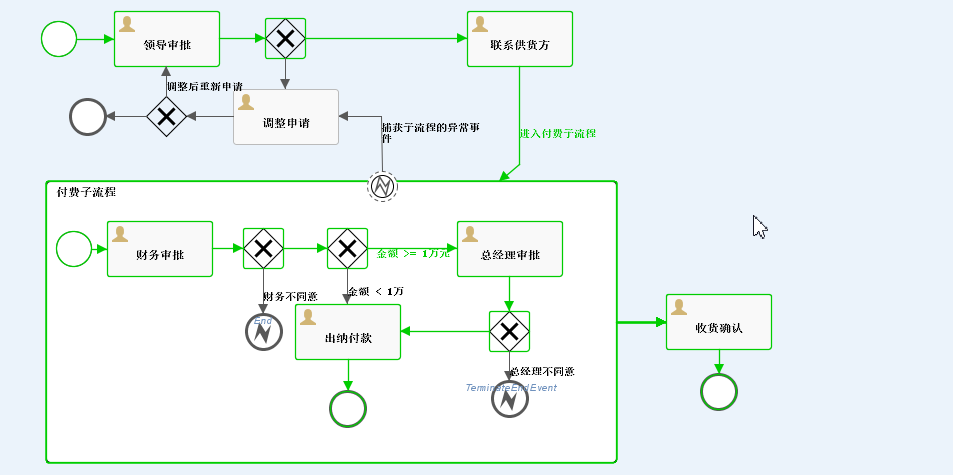 领导审批
联系供货方
调整后重新申请
调整申请
捕获子流程的异常事
件
进入付费子流程
付费子流程
财务审批
金额 >= 1万元
总经理审批
财务不同意
金额 < 1万
End
出纳付款
收货确认
总经理不同意
TerminateEndEvent